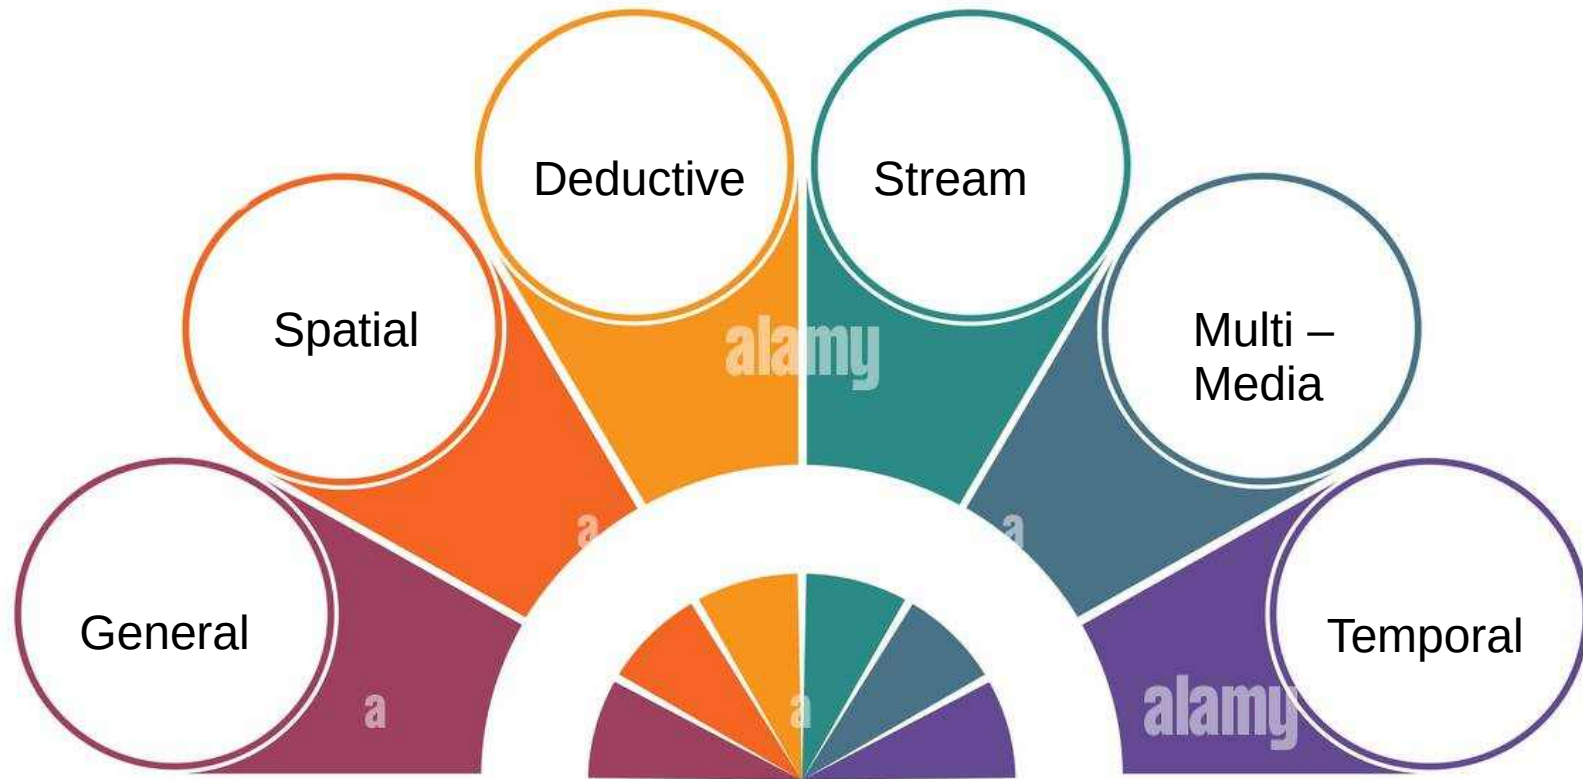 Deductive
Stream
Spatial
Multi –
Media
General
Temporal
alamy
a
a
a
a
alamy